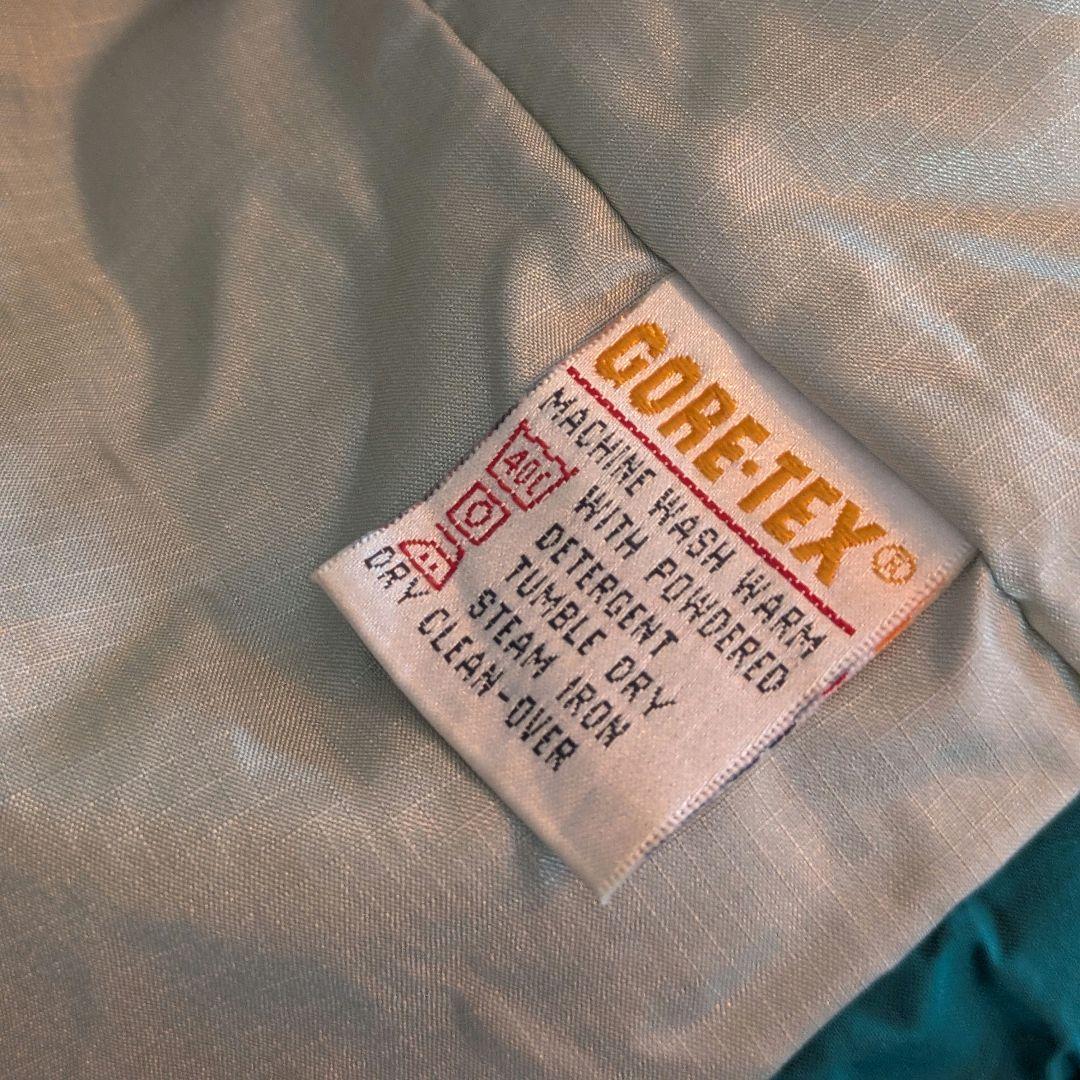 GORE-TEX®
MACHINE WASH WARM
40C WITH POWDERED
DETERGENT
TUMBLE DRY
STEAM IRON
DRY CLEAN-OVER